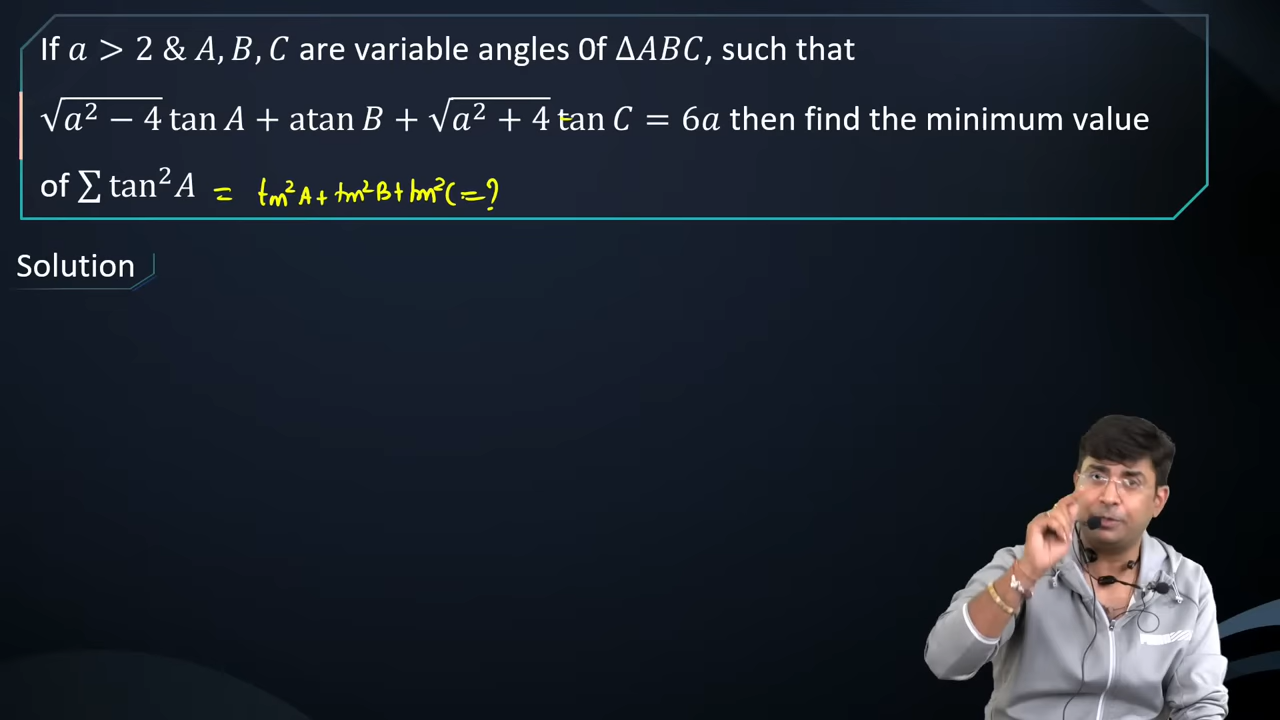 If a > 2 & A, B, C are variable angles 0f ΔABC, such that
√(a² − 4) tan A + atan B + √(a² + 4) tan C = 6a then find the minimum value
of ∑ tan² A = tan²A + tan²B + tan²C = ?
Solution